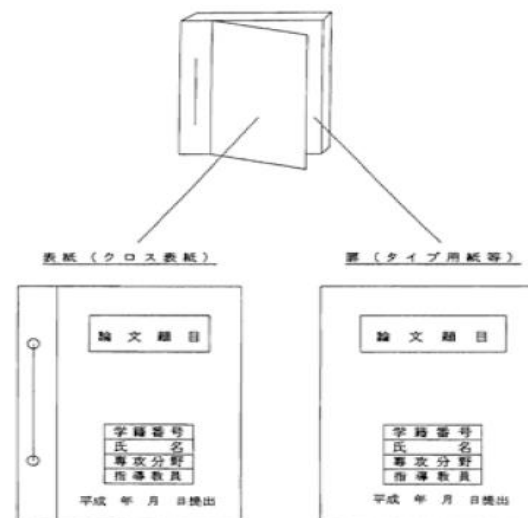 表紙（クロス表紙）
扉（タイプ用紙等）
論文題目
学籍番号
氏 名
専攻分野
指導教員
平成 年 月 日提出
論文題目
学籍番号
氏 名
専攻分野
指導教員
平成 年 月 日提出